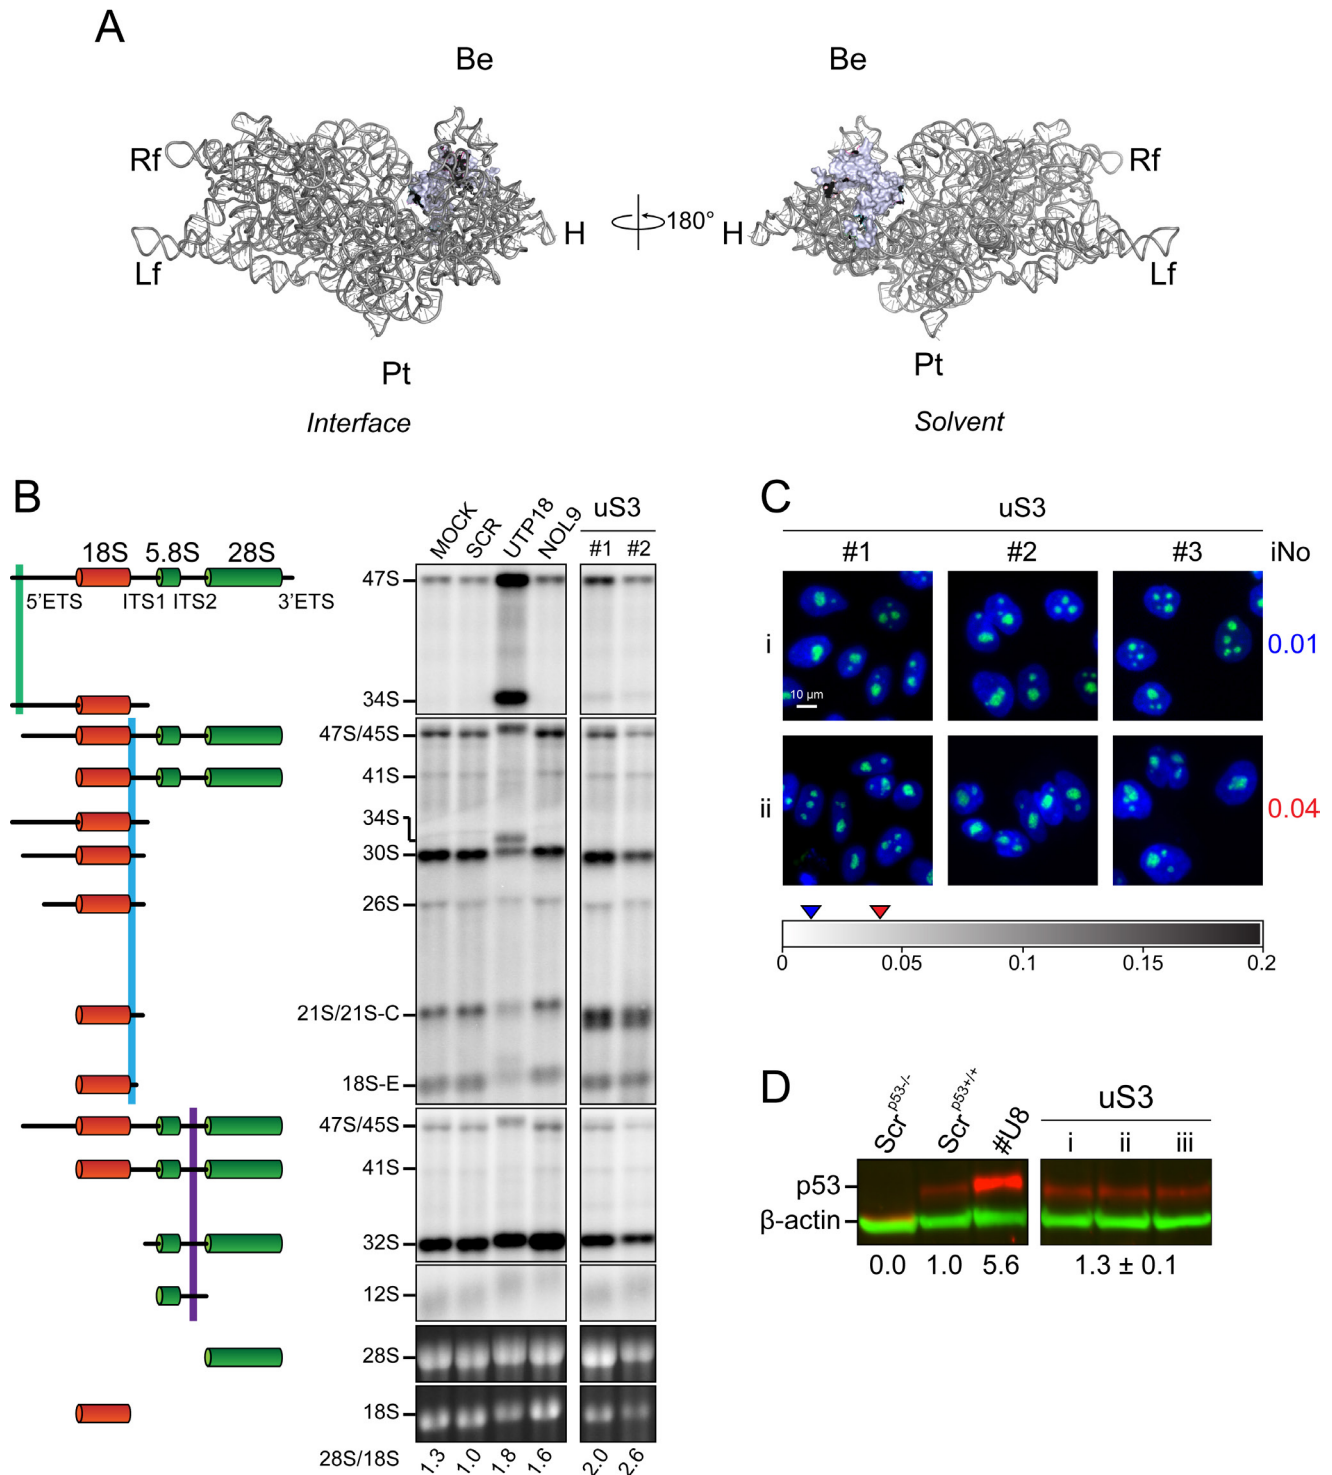 A
Be
Be
Rf
Rf
H
180°
H
Lf
Lf
Pt
Pt
Interface
Solvent
B
MOCK
SCR
UTP18
NOL9
uS3
#1
#2
18S
5.8S
28S
5’ETS
ITS1
ITS2
3’ETS
47S
34S
47S/45S
41S
34S
30S
26S
21S/21S-C
18S-E
47S/45S
41S
32S
12S
28S
18S
28S/18S
1.3
1.0
1.8
1.6
2.0
2.6
C
uS3
#1
#2
#3
iNo
i
10 µm
0.01
ii
0.04
0
0.05
0.1
0.15
0.2
D
Scr p53-/-
Scr p53+/+
#U8
uS3
i
ii
iii
p53
β-actin
0.0
1.0
5.6
1.3 ± 0.1